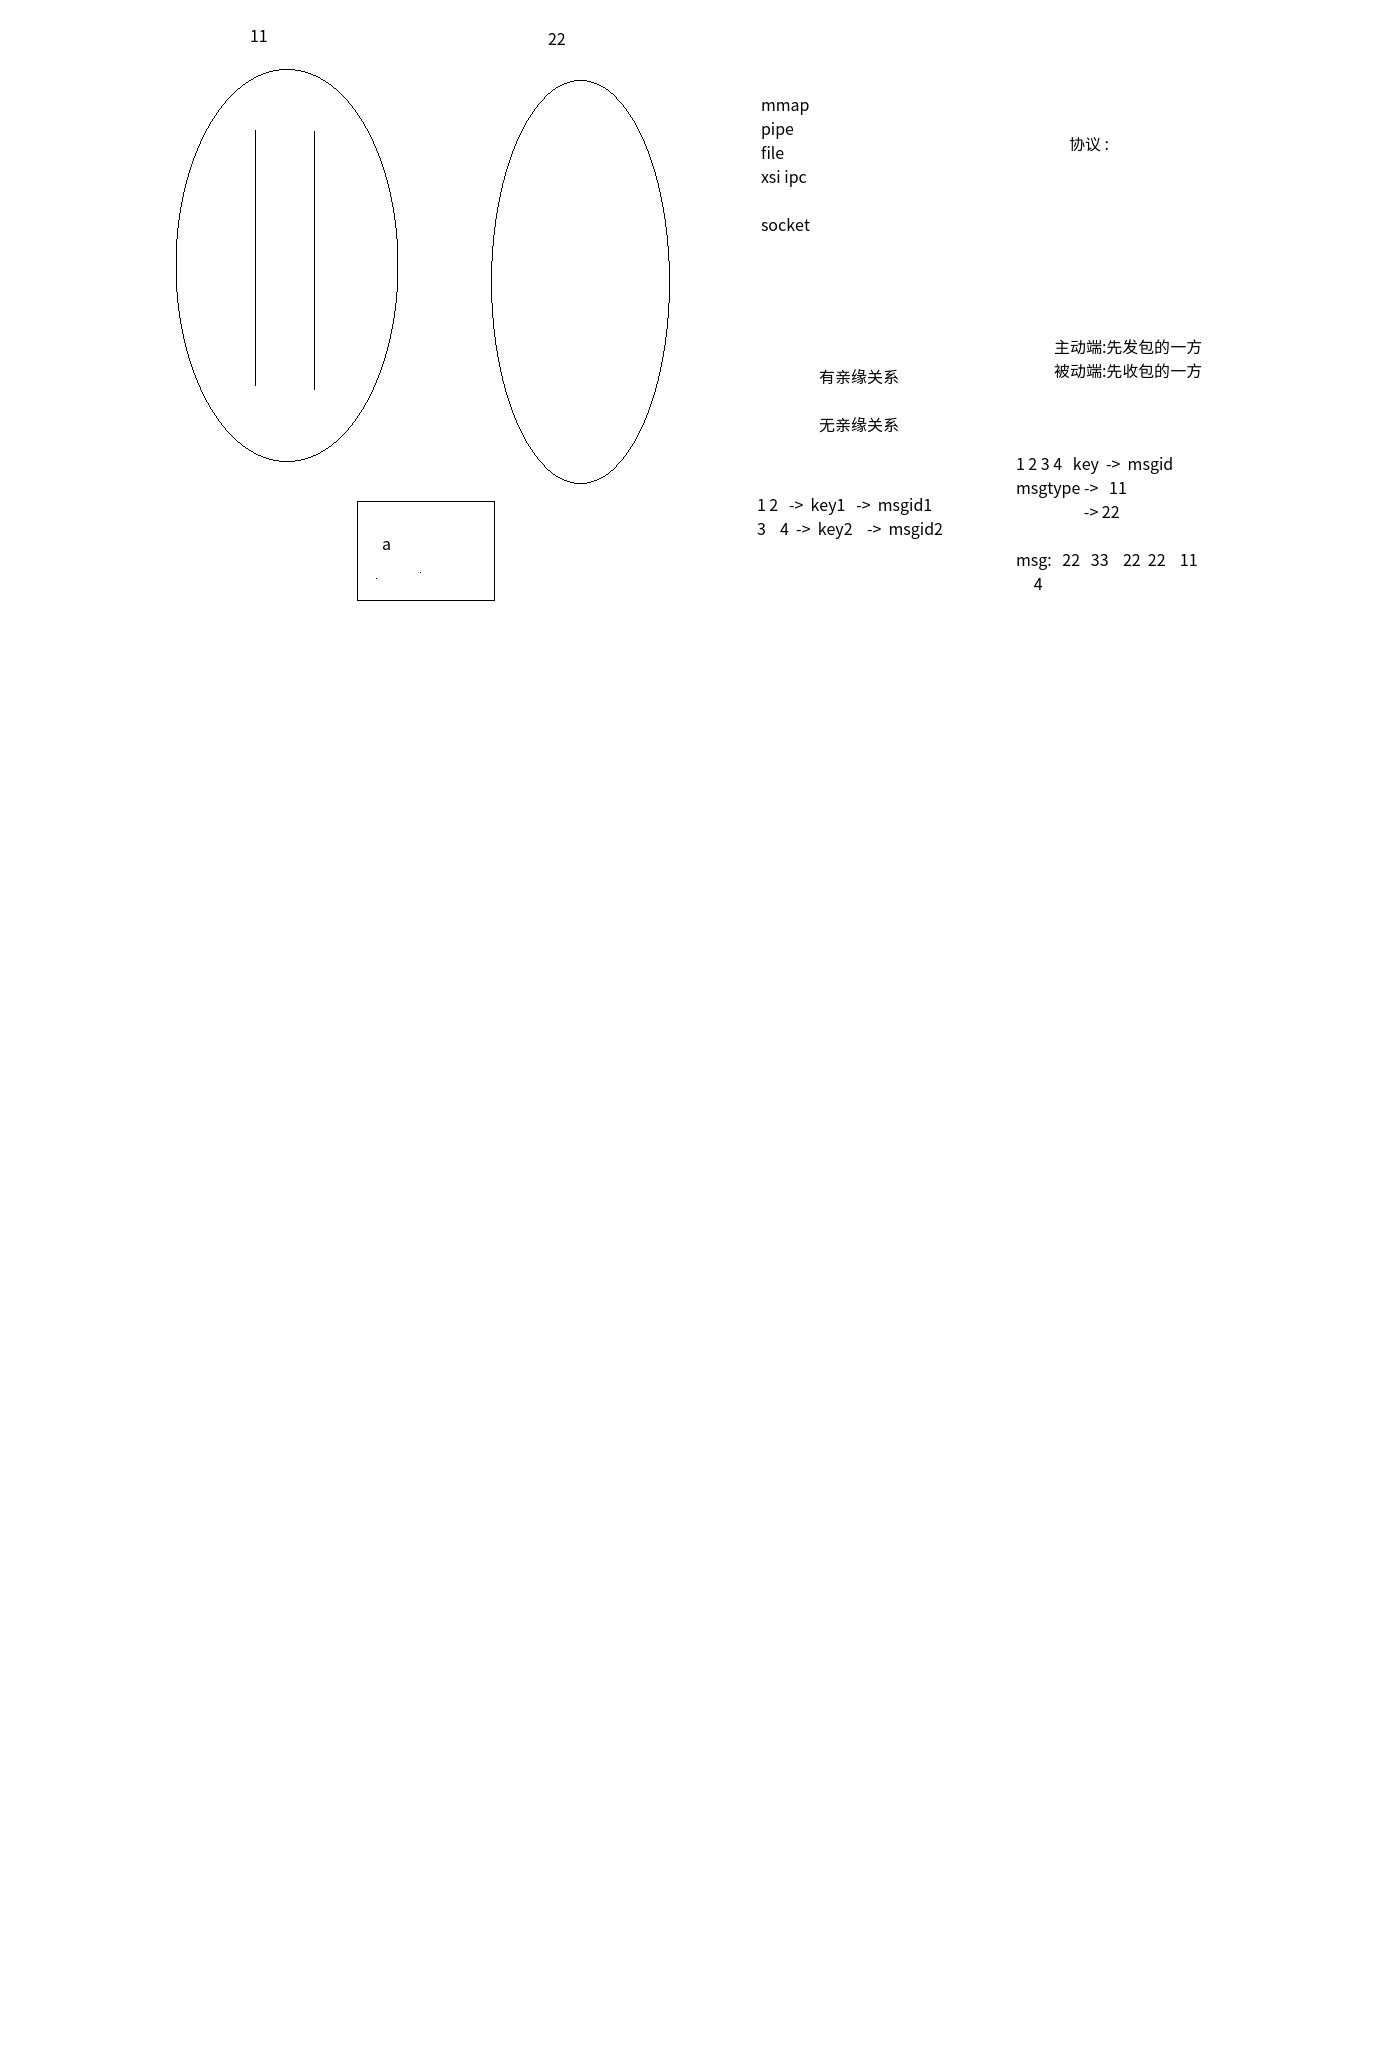 11
22
mmap
pipe
file
xsi ipc
socket
协议 :
主动端:先发包的一方
被动端:先收包的一方
有亲缘关系
无亲缘关系
1 2 3 4 key -> msgid
msgtype -> 11
-> 22
msg: 22 33 22 22 11
4
1 2 -> key1 -> msgid1
3 4 -> key2 -> msgid2
a